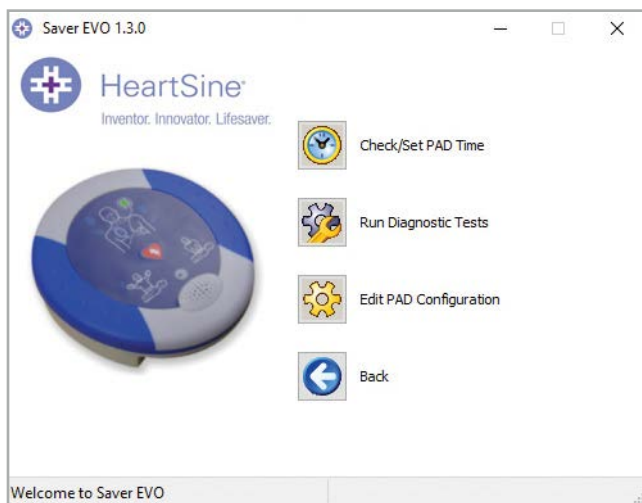 Saver EVO 1.3.0
HeartSine
Inventor. Innovator. Lifesaver.
Check/Set PAD Time
Run Diagnostic Tests
Edit PAD Configuration
Back
Welcome to Saver EVO